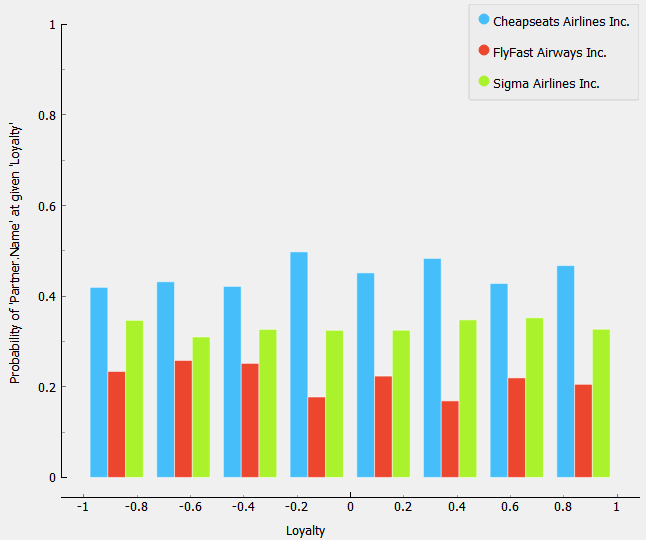 Cheapseats Airlines Inc.
FlyFast Airways Inc.
Sigma Airlines Inc.
Probability of 'Partner.Name' at given 'Loyalty'
1
0.8
0.6
0.4
0.2
0
-1 -0.8 -0.6 -0.4 -0.2 0 0.2 0.4 0.6 0.8 1
Loyalty